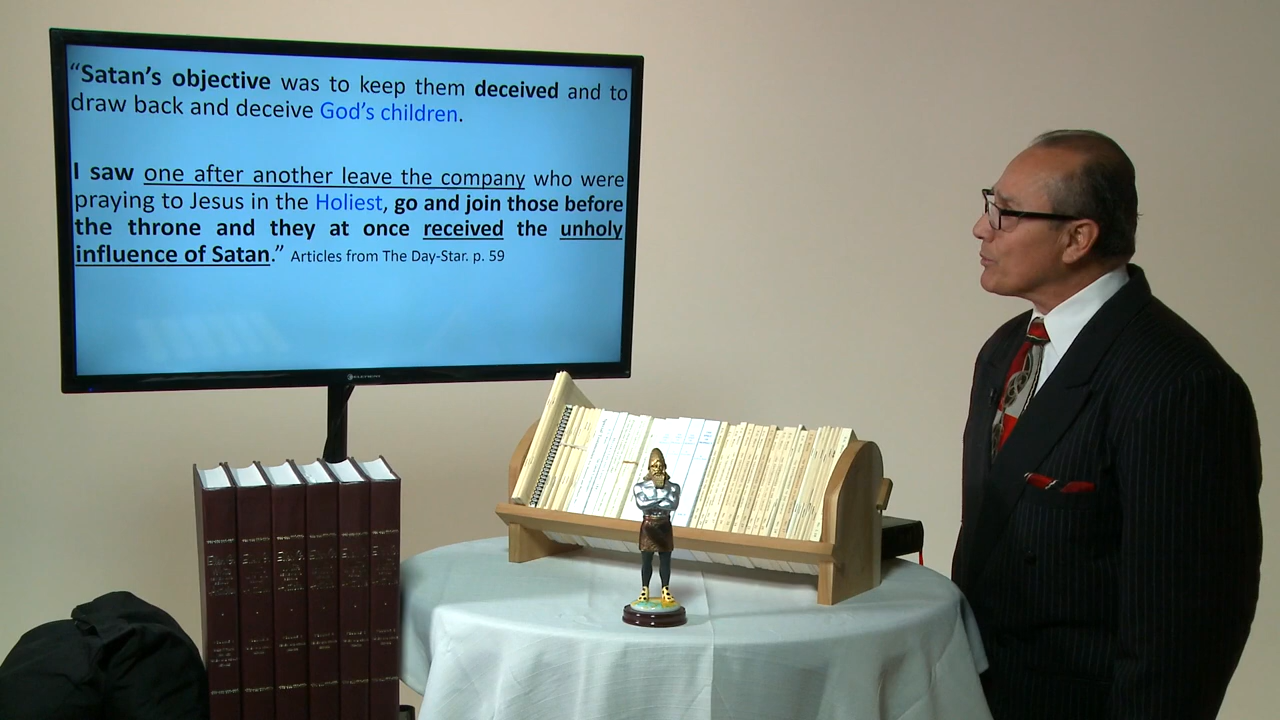 “Satan’s objective was to keep them deceived and to
draw back and deceive God’s children.
I saw one after another leave the company who were
praying to Jesus in the Holiest, go and join those before
the throne and they at once received the unholy
influence of Satan.” Articles from The Day-Star. p. 59
ELEMENT